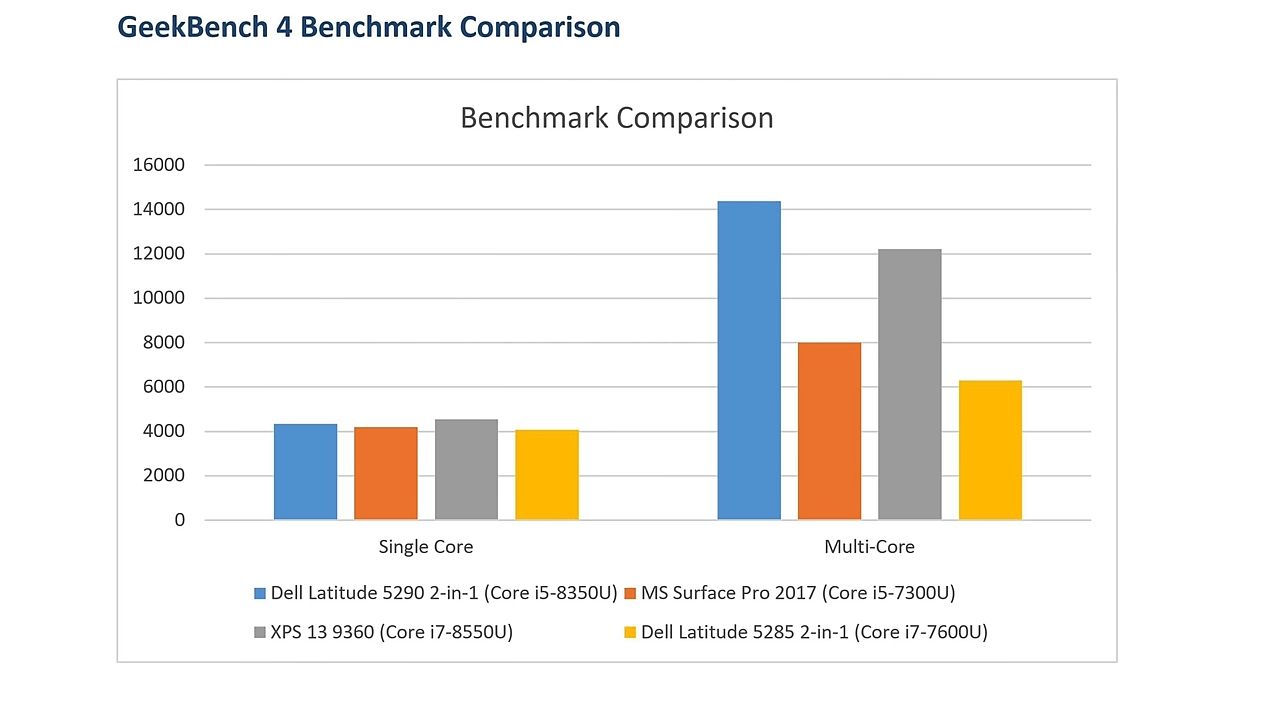 GeekBench 4 Benchmark Comparison
Benchmark Comparison
16000
14000
12000
10000
8000
6000
4000
2000
0
Single Core
Multi-Core
Dell Latitude 5290 2-in-1 (Core i5-8350U)
MS Surface Pro 2017 (Core i5-7300U)
XPS 13 9360 (Core i7-8550U)
Dell Latitude 5285 2-in-1 (Core i7-7600U)